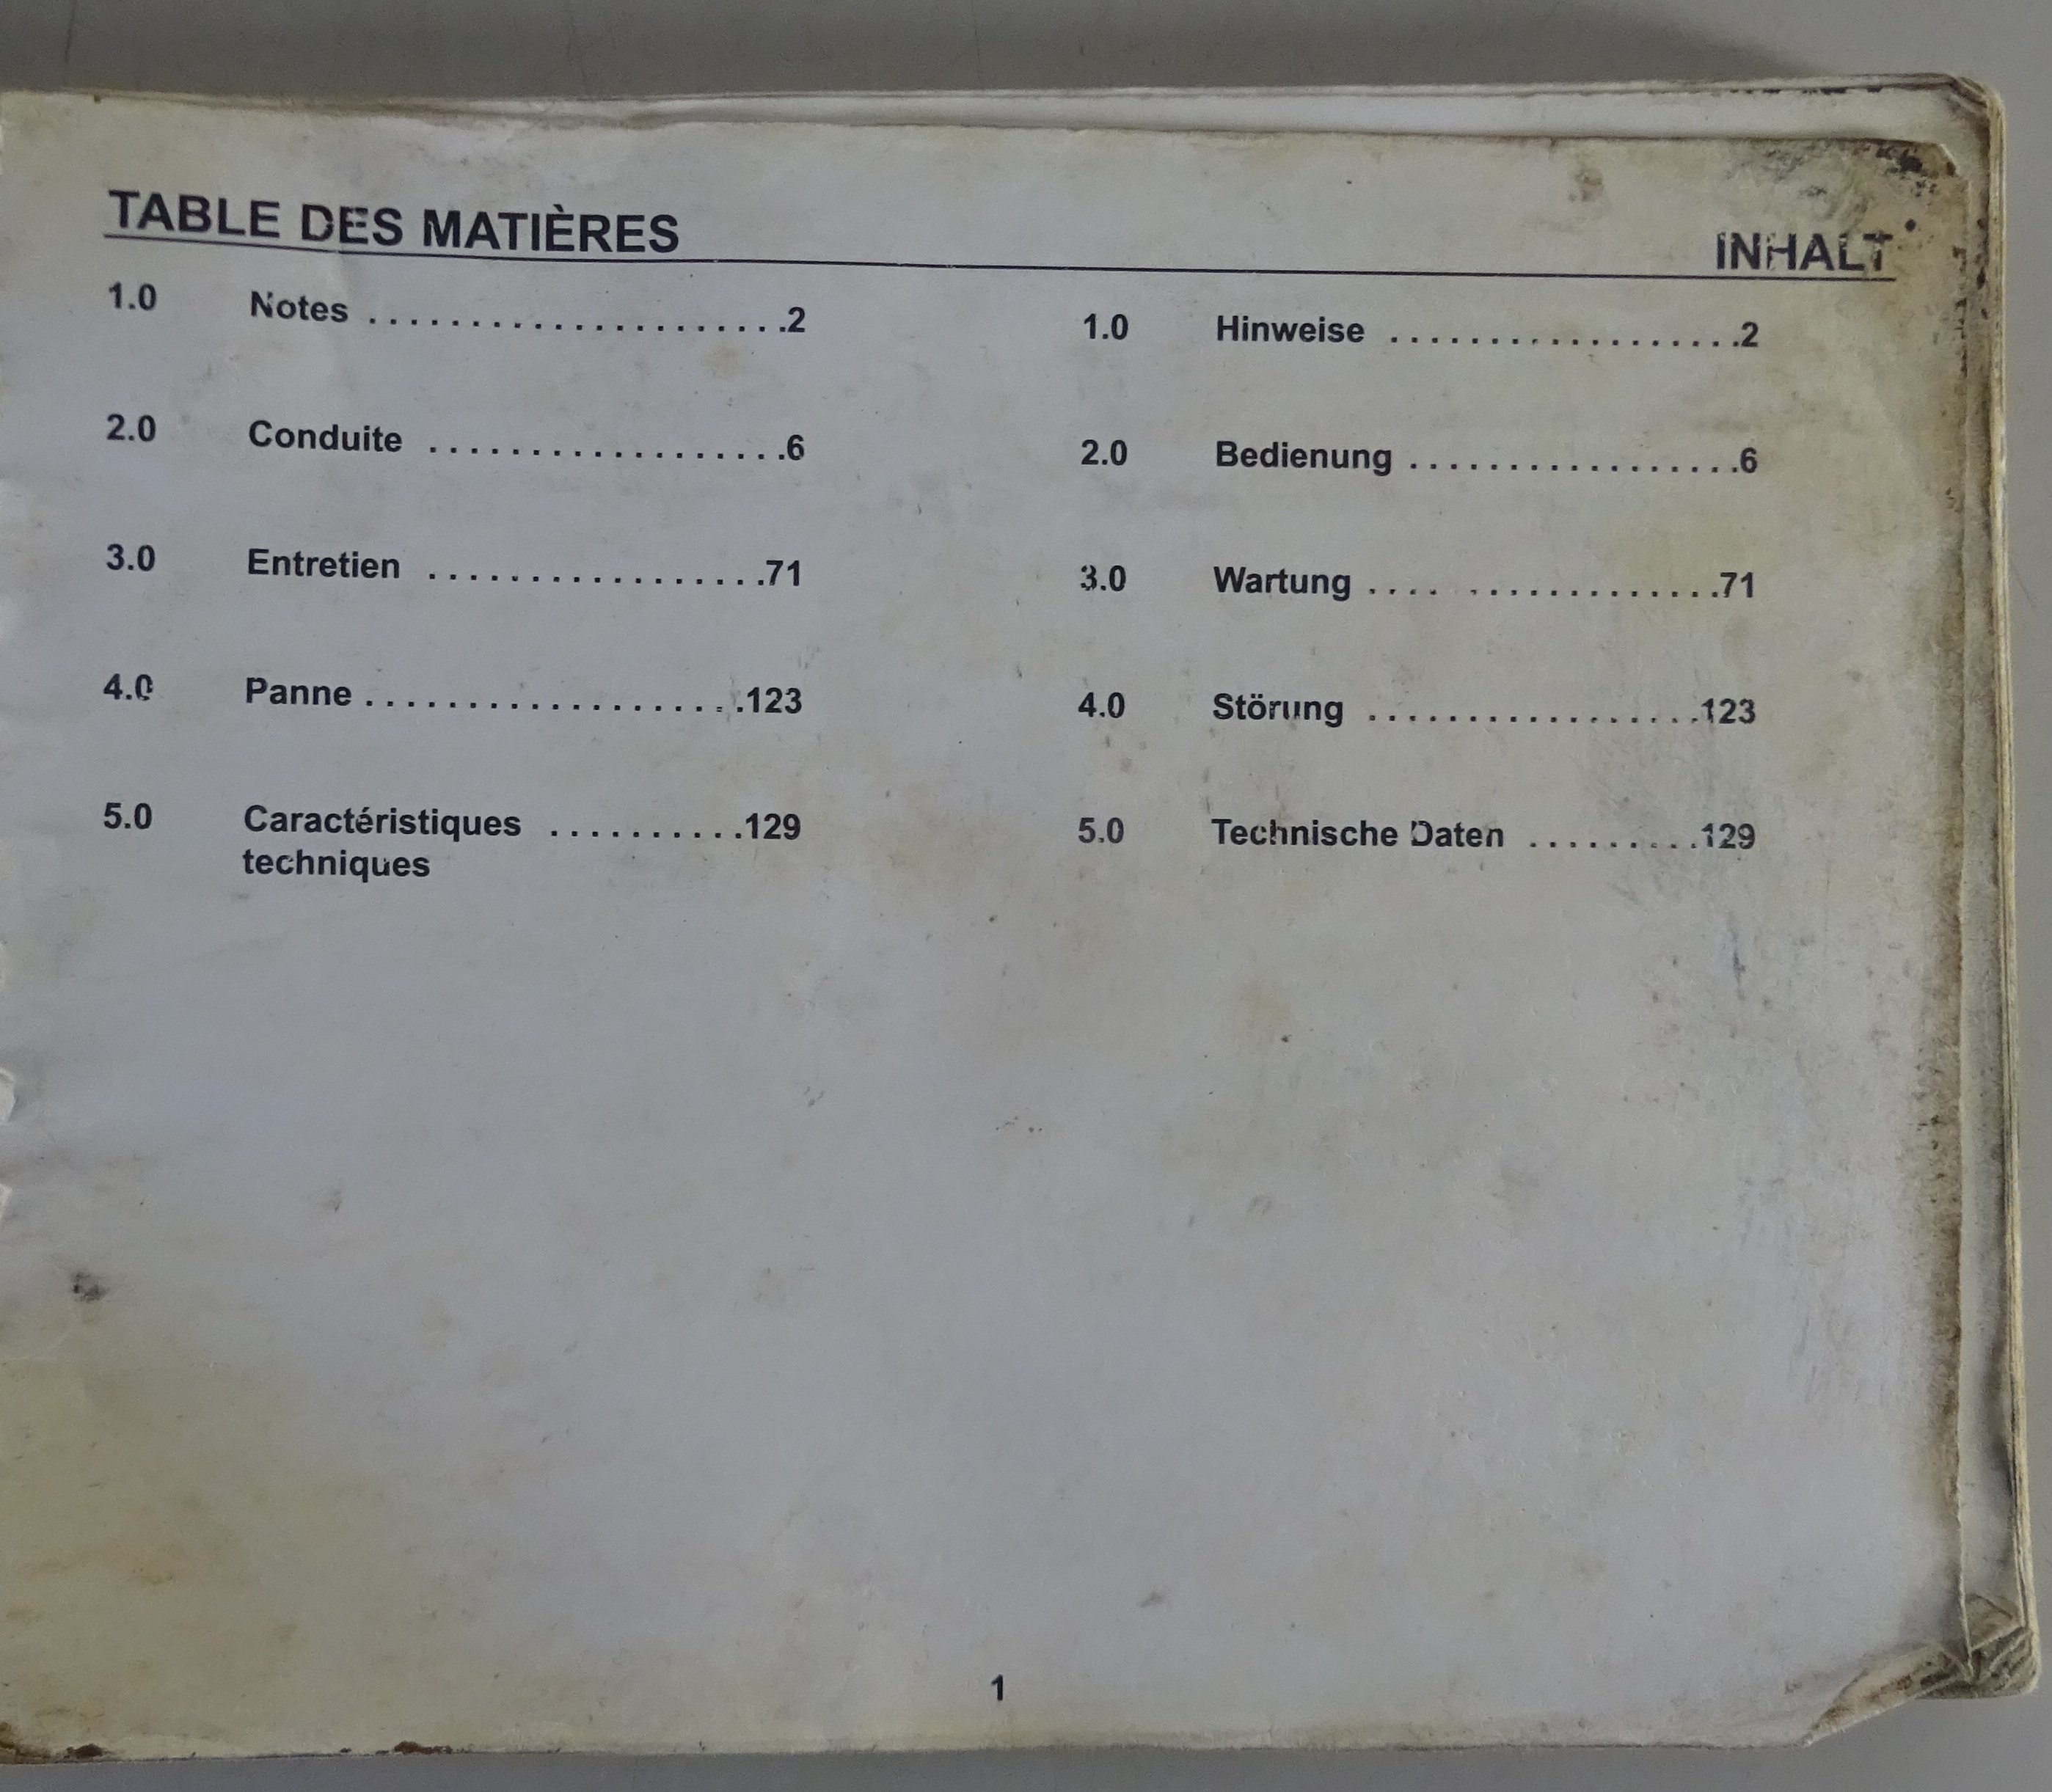 TABLE DES MATIÈRES
1.0 Notes .....................2
2.0 Conduite ..................6
3.0 Entretien .................71
4.0 Panne ...................123
5.0 Caractéristiques ..........129
techniques
INHALT
1.0 Hinweise ..................2
2.0 Bedienung .................6
3.0 Wartung .................71
4.0 Störung .................123
5.0 Technische Daten .........129
1